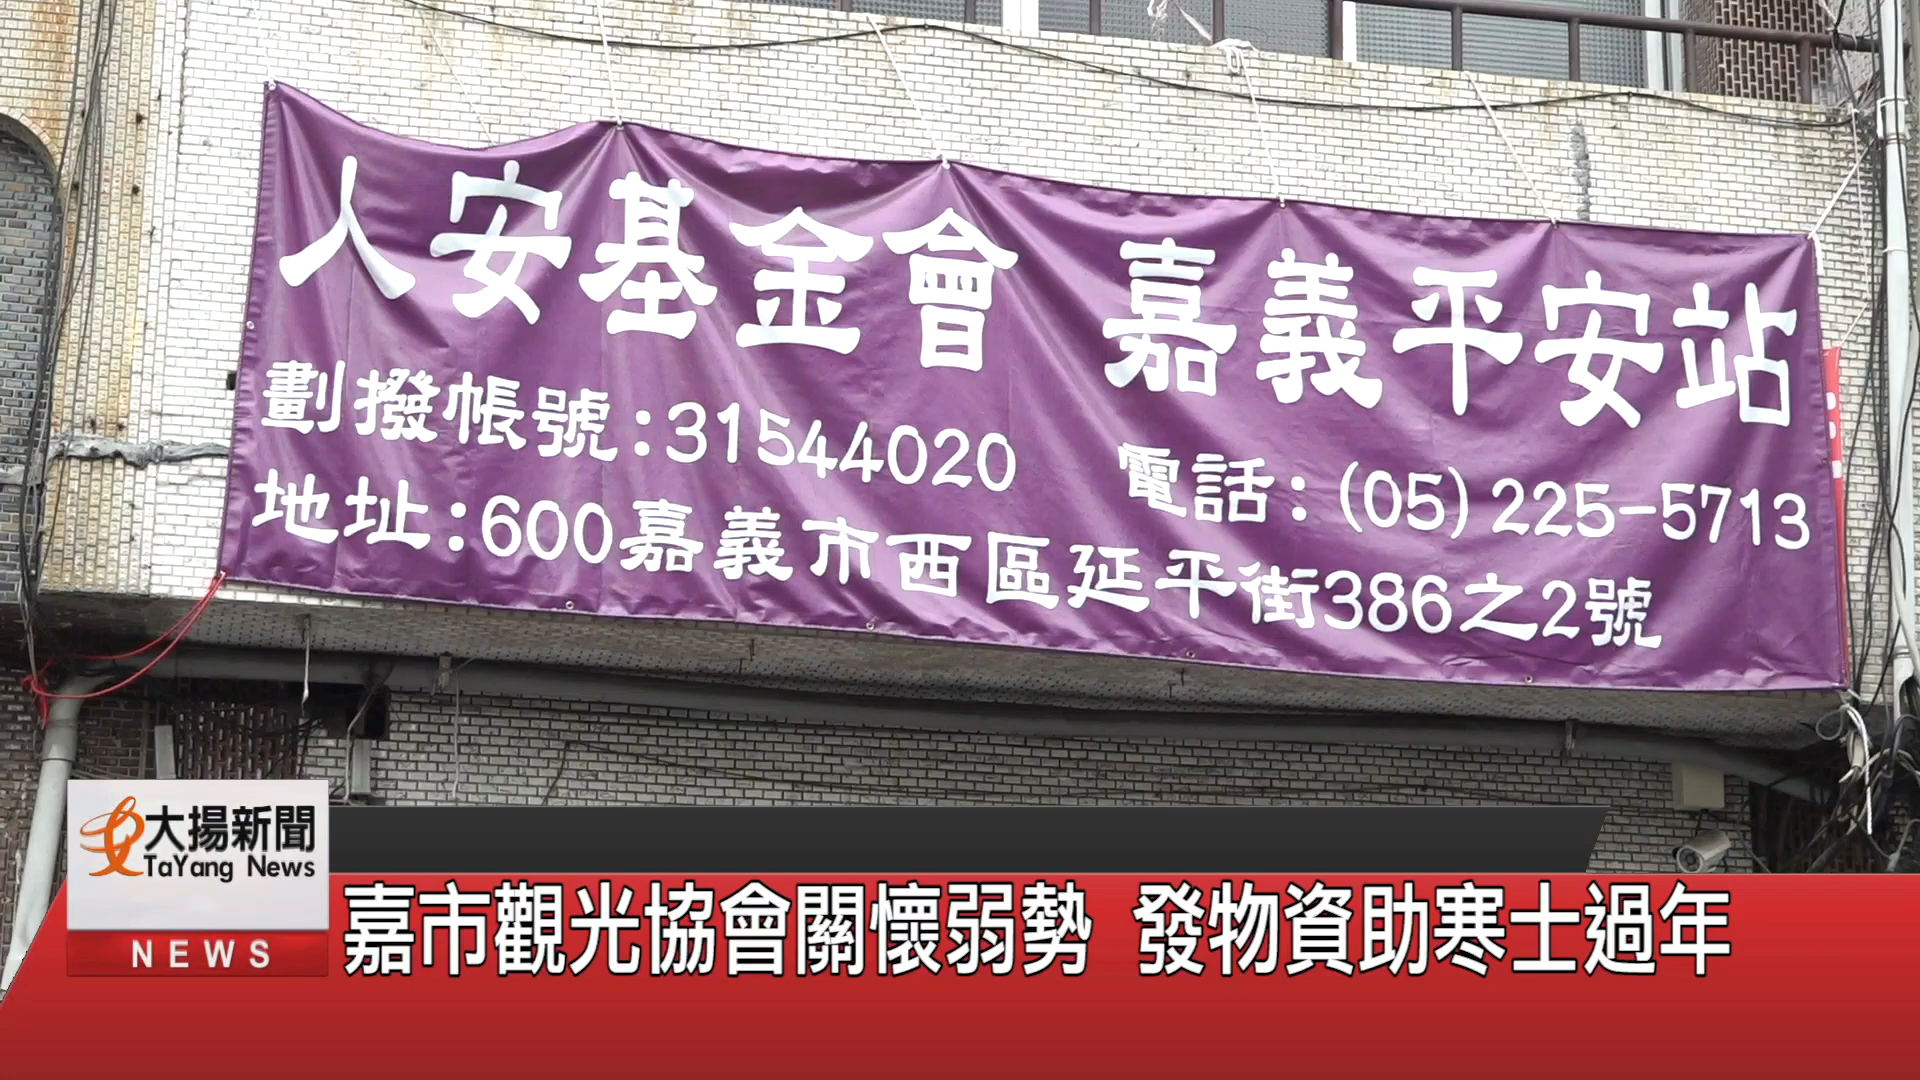 人安基金會 嘉義平安站
劃撥帳號:31544020 電話:(05)225-5713
地址:600嘉義市西區延平街386之2號
大揚新聞
TaYang News
NEWS
嘉市觀光協會關懷弱勢 發物資助寒士過年